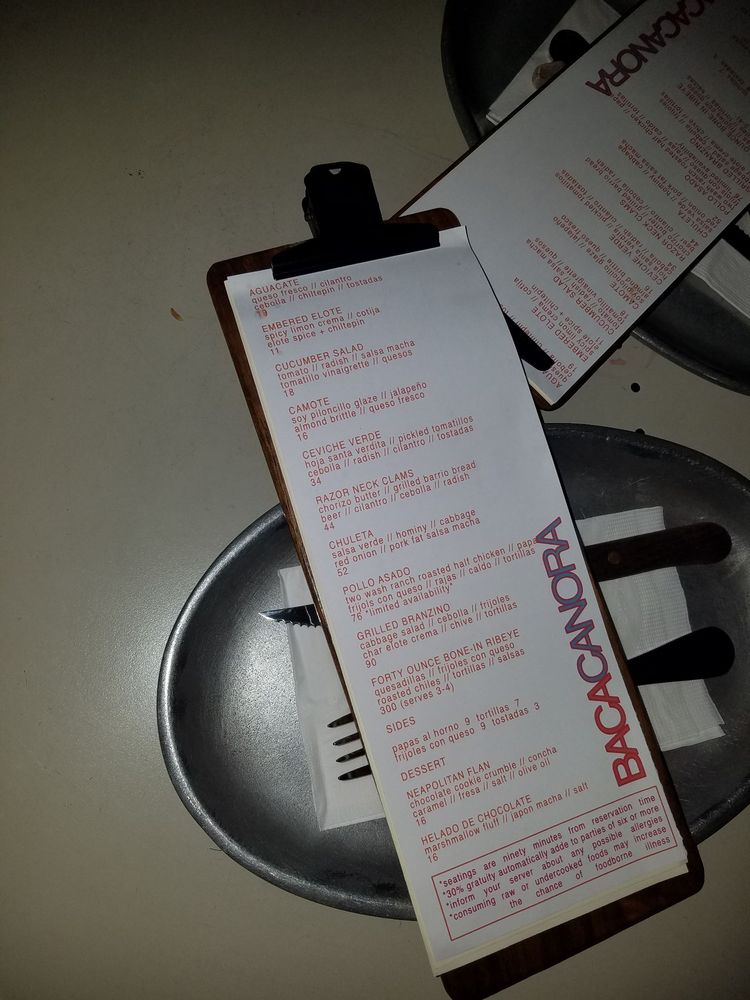 AGUACATE
queso fresco // cilantro
cebolla // chiltepin // tostadas
19
EMBERED ELOTE
spicy limon crema // cotija
elote spice + chiltepin
11
CUCUMBER SALAD
tomato // radish // salsa macha
tomatillo vinaigrette // quesos
18
CAMOTE
soy piloncillo glaze // jalapeño
almond brittle // queso fresco
16
CEVICHE VERDE
hoja santa verdita // pickled tomatillos
cebolla // radish // cilantro // tostadas
34
RAZOR NECK CLAMS
chorizo butter // grilled barrio bread
beer // cilantro // cebolla // radish
44
CHULETA
salsa verde // hominy // cabbage
red onion // pork fat salsa macha
52
POLLO ASADO
two wash ranch roasted half chicken // papa
frijols con queso // rajas // caldo // tortillas
76 *limited availability*
GRILLED BRANZINO
cabbage salad // cebolla // frijoles
char elote crema // chive // tortillas
90
FORTY OUNCE BONE-IN RIBEYE
quesadillas // frijoles con queso
roasted chiles // tortillas // salsas
300 (serves 3-4)
SIDES
papas al horno 9 tortillas 7
frijoles con queso 9 tostadas 3
DESSERT
NEAPOLITAN FLAN
chocolate cookie crumble // concha
caramel // fresa // salt // olive oil
16
HELADO DE CHOCOLATE
marshmallow fluff // japon macha // salt
16
*seatings are ninety minutes from reservation time
*30% gratuity automatically adde to parties of six or more
*inform your server about any possible allergies
*consuming raw or undercooked foods may increase
the chance of foodborne illness
BACACANORA
BACACANORA